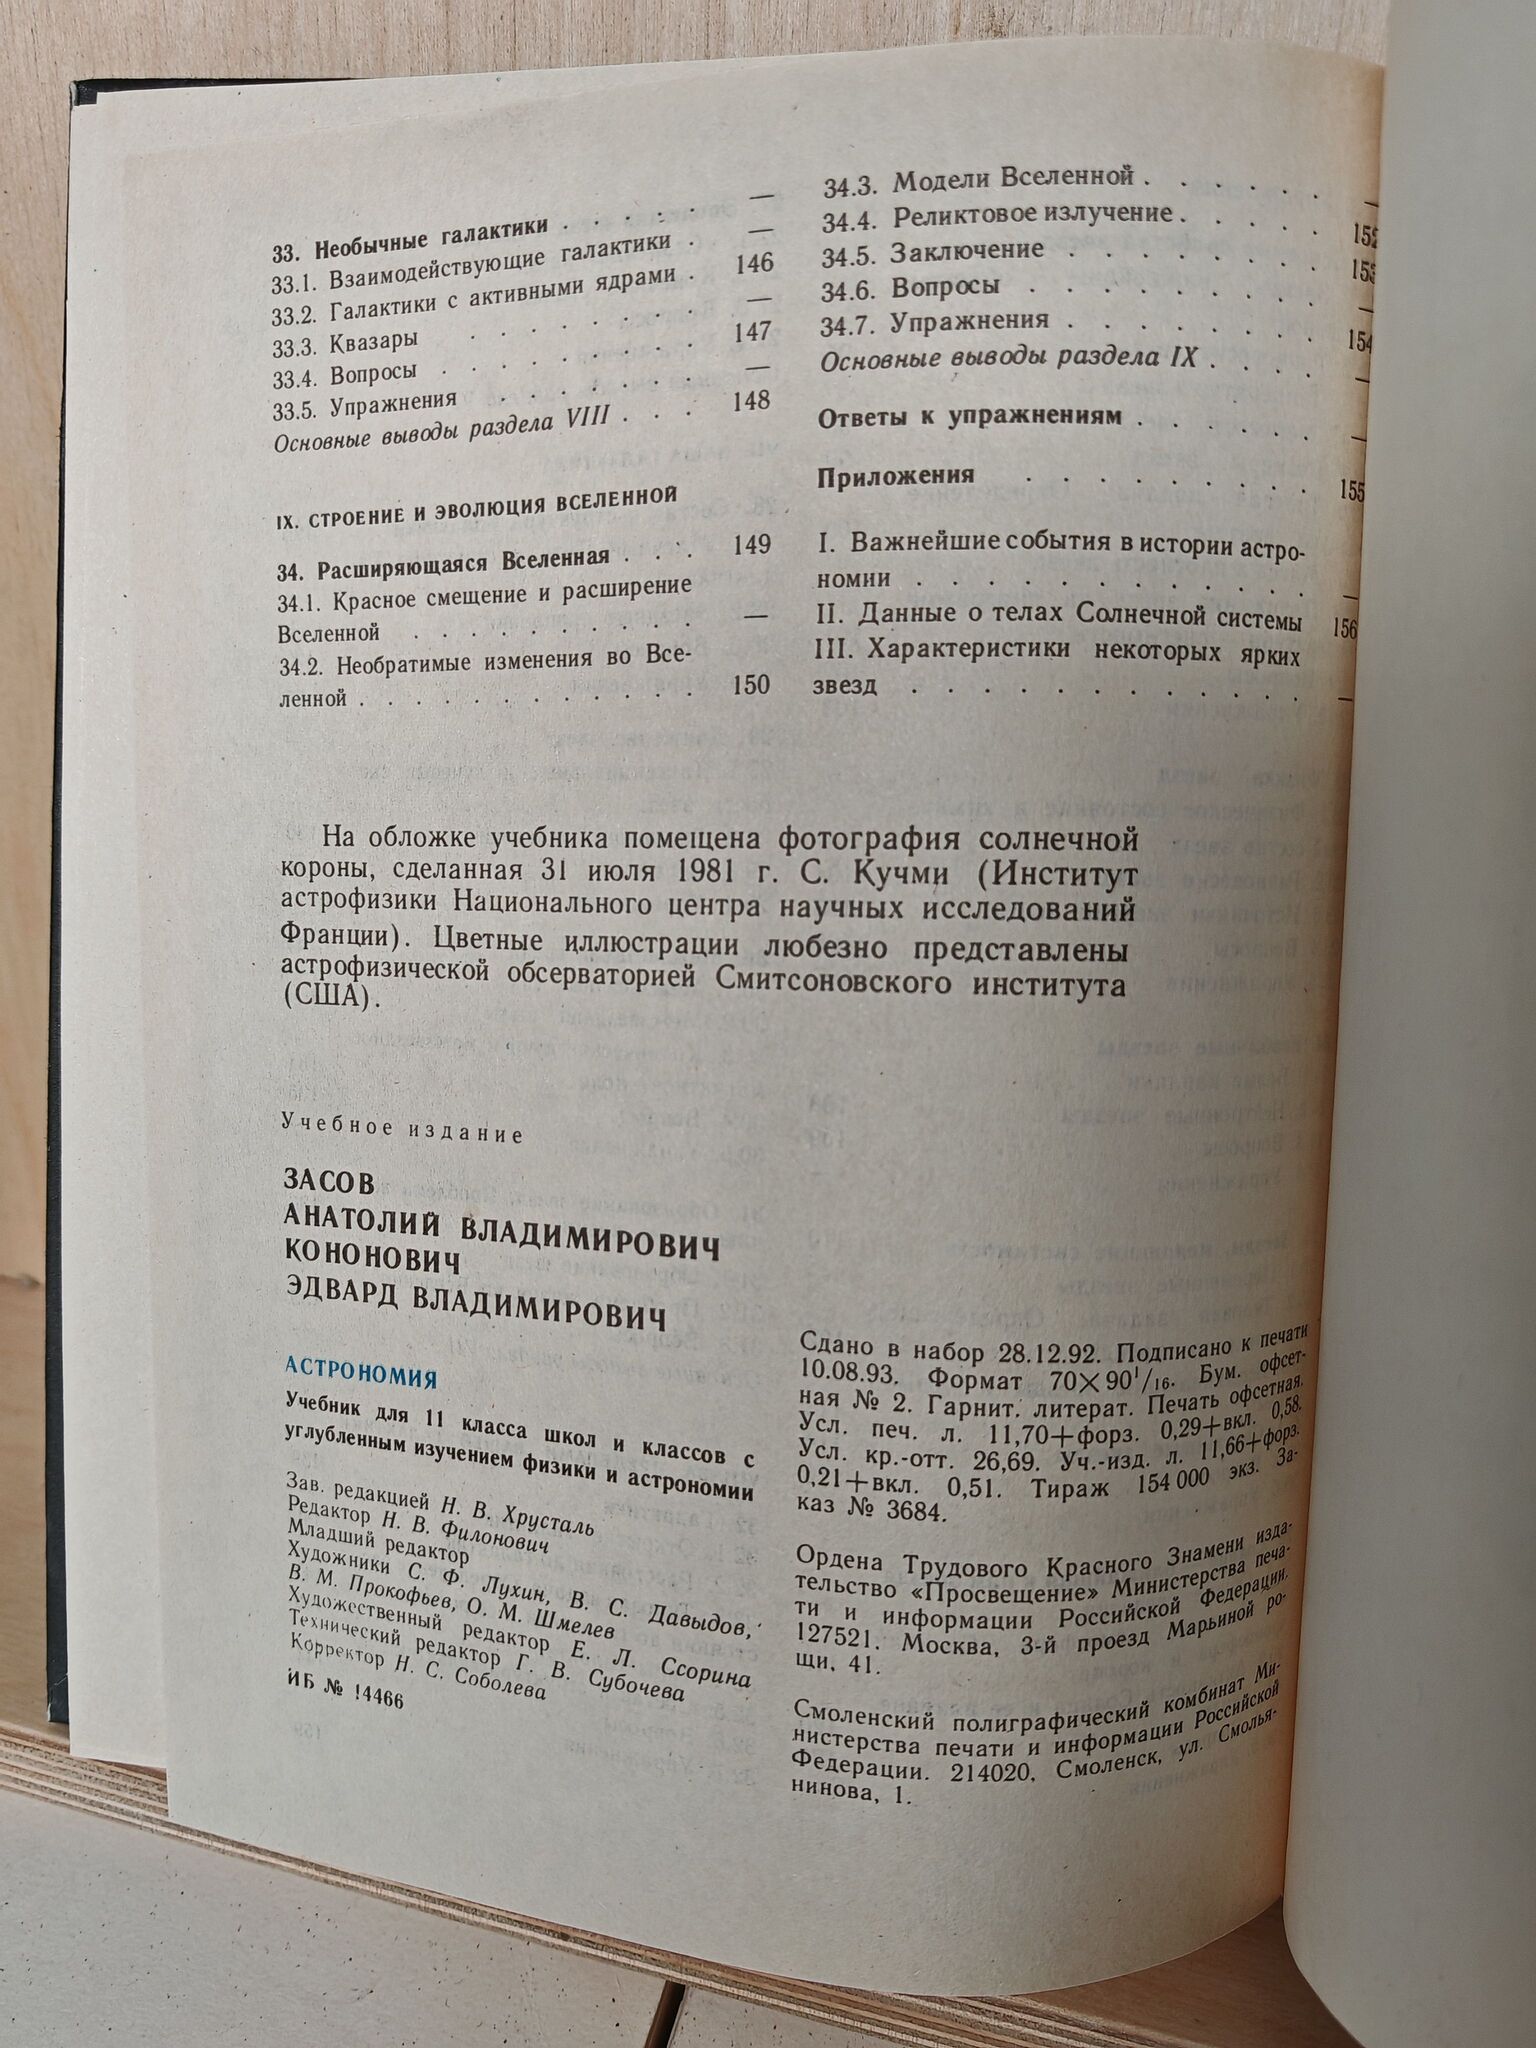 33. Необычные галактики . . . . . —
33.1. Взаимодействующие галактики . —
33.2. Галактики с активными ядрами . 146
33.3. Квазары . . . . . . . —
33.4. Вопросы . . . . . . . . 147
33.5. Упражнения . . . . . . —
Основные выводы раздела VIII . . . 148
IX. СТРОЕНИЕ И ЭВОЛЮЦИЯ ВСЕЛЕННОЙ
34. Расширяющаяся Вселенная . . . 149
34.1. Красное смещение и расширение
Вселенной . . . . . . . . . . —
34.2. Необратимые изменения во Все-
ленной . . . . . . . . . . . . 150
34.3. Модели Вселенной . . . . . . —
34.4. Реликтовое излучение . . . . . 152
34.5. Заключение . . . . . . . . 153
34.6. Вопросы . . . . . . . . . —
34.7. Упражнения . . . . . . . . 154
Основные выводы раздела IX . . . . —
Ответы к упражнениям . . . . . . —
Приложения . . . . . . . . . 155
I. Важнейшие события в истории астро-
номии . . . . . . . . . . . . —
II. Данные о телах Солнечной системы 156
III. Характеристики некоторых ярких
звезд . . . . . . . . . . . . —
На обложке учебника помещена фотография солнечной
короны, сделанная 31 июля 1981 г. С. Кучми (Институт
астрофизики Национального центра научных исследований
Франции). Цветные иллюстрации любезно представлены
астрофизической обсерваторией Смитсоновского института
(США).
Учебное издание
ЗАСОВ
АНАТОЛИЙ ВЛАДИМИРОВИЧ
КОНОНОВИЧ
ЭДВАРД ВЛАДИМИРОВИЧ
АСТРОНОМИЯ
Учебник для 11 класса школ и классов с
углубленным изучением физики и астрономии
Зав. редакцией Н. В. Хрусталь
Редактор Н. В. Филонович
Младший редактор
Художники С. Ф. Лухин, В. С. Давыдов,
В. М. Прокофьев, О. М. Шмелев
Художественный редактор Е. Л. Ссорина
Технический редактор Г. В. Субочева
Корректор Н. С. Соболева
ИБ № 14466
Сдано в набор 28.12.92. Подписано к печати
10.08.93. Формат 70×90¹/₁₆. Бум. офсет-
ная № 2. Гарнит. литерат. Печать офсетная.
Усл. печ. л. 11,70+форз. 0,29+вкл. 0,58.
Усл. кр.-отт. 26,69. Уч.-изд. л. 11,66+форз.
0,21+вкл. 0,51. Тираж 154 000 экз. За-
каз № 3684.
Ордена Трудового Красного Знамени изда-
тельство «Просвещение» Министерства печа-
ти и информации Российской Федерации.
127521. Москва, 3-й проезд Марьиной ро-
щи, 41.
Смоленский полиграфический комбинат Ми-
нистерства печати и информации Российской
Федерации. 214020, Смоленск, ул. Смолья-
нинова, 1.